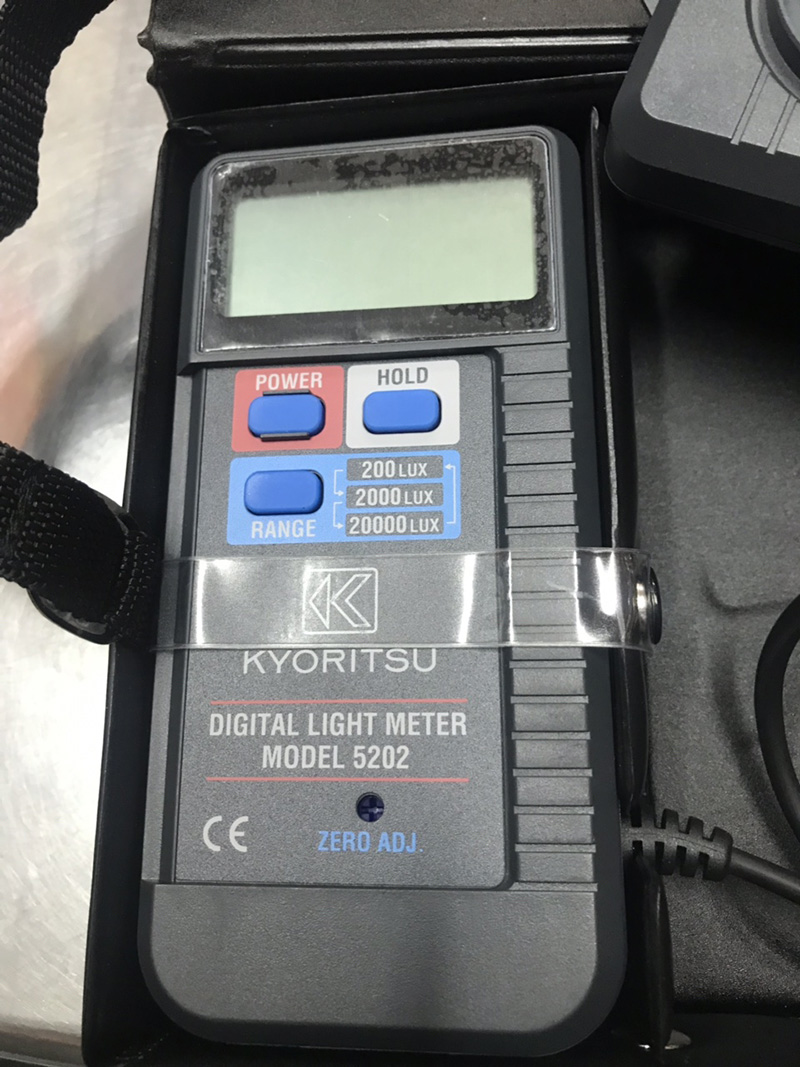 POWER
HOLD
200 LUX
2000 LUX
20000 LUX
RANGE
KYORITSU
DIGITAL LIGHT METER
MODEL 5202
CE
ZERO ADJ.